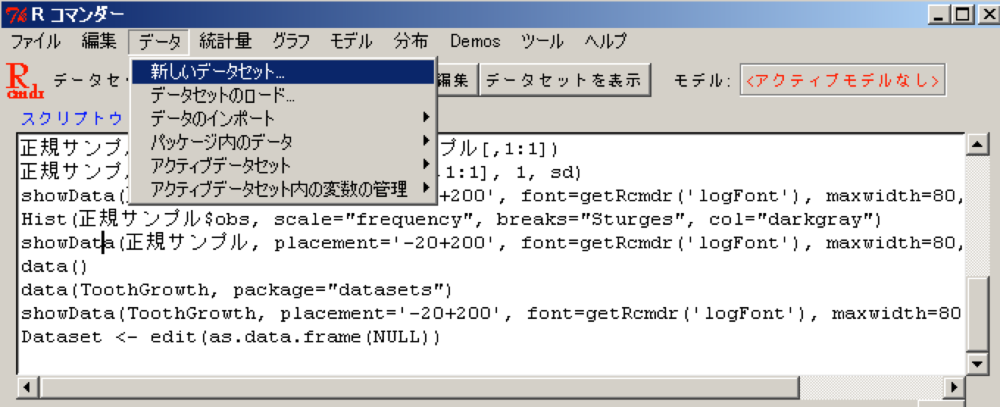 R コマンダー
ファイル 編集 データ 統計量 グラフ モデル 分布 Demos ツール ヘルプ
R cmdr データセ 編集 データセットを表示 モデル: <アクティブモデルなし>
新しいデータセット...
データセットのロード...
データのインポート
パッケージ内のデータ
アクティブデータセット
アクティブデータセット内の変数の管理
スクリプトウ
正規サンプ プル[,1:1])
正規サンプ 1:1], 1, sd)
showData( +200', font=getRcmdr('logFont'), maxwidth=80,
Hist(正規サンプル$obs, scale="frequency", breaks="Sturges", col="darkgray")
showData(正規サンプル, placement='-20+200', font=getRcmdr('logFont'), maxwidth=80,
data()
data(ToothGrowth, package="datasets")
showData(ToothGrowth, placement='-20+200', font=getRcmdr('logFont'), maxwidth=80
Dataset <- edit(as.data.frame(NULL))